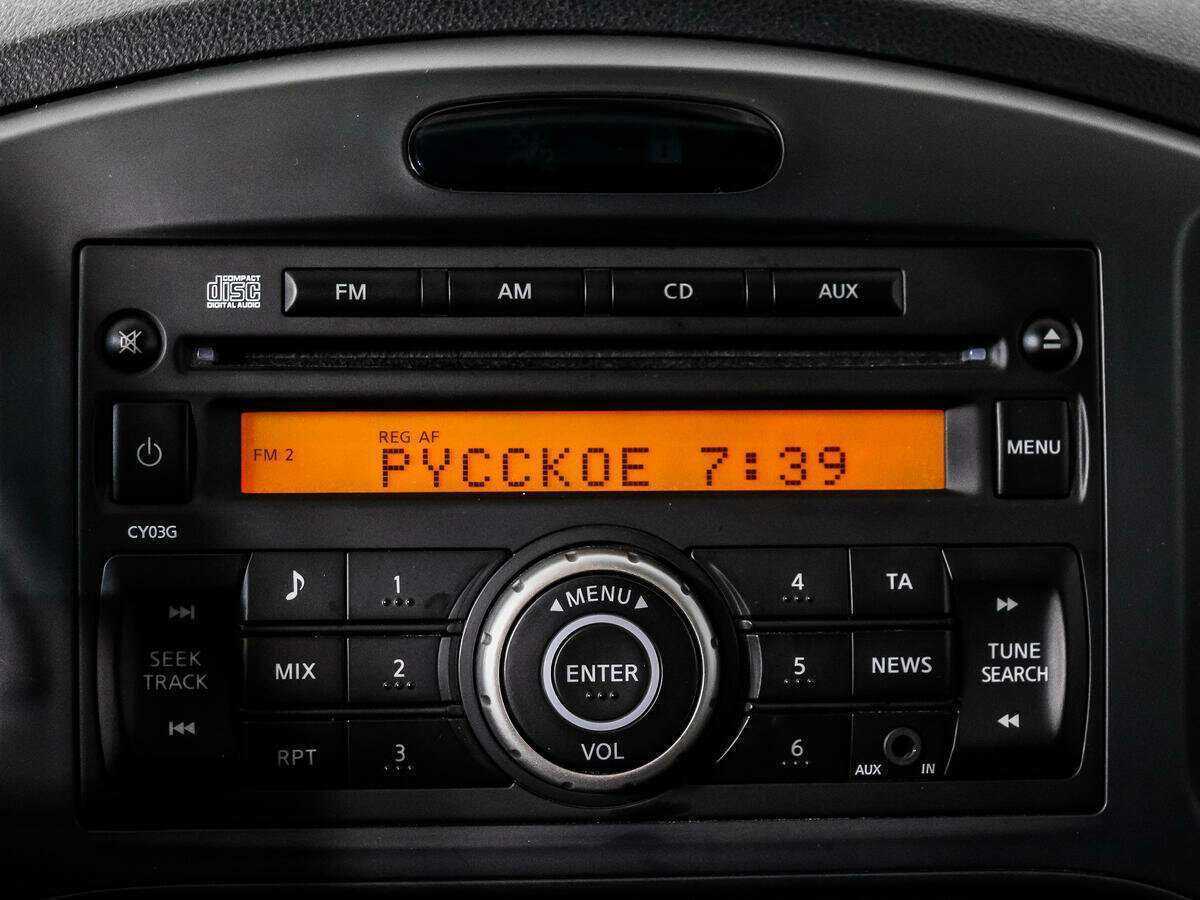 COMPACT
disc
DIGITAL AUDIO
FM AM CD AUX
REG AF
FM 2
РУССКОЕ 7:39
MENU
CY03G
1
4
TA
MENU
SEEK
TRACK
MIX
2
ENTER
5
NEWS
TUNE
SEARCH
RPT
3
VOL
6
AUX IN